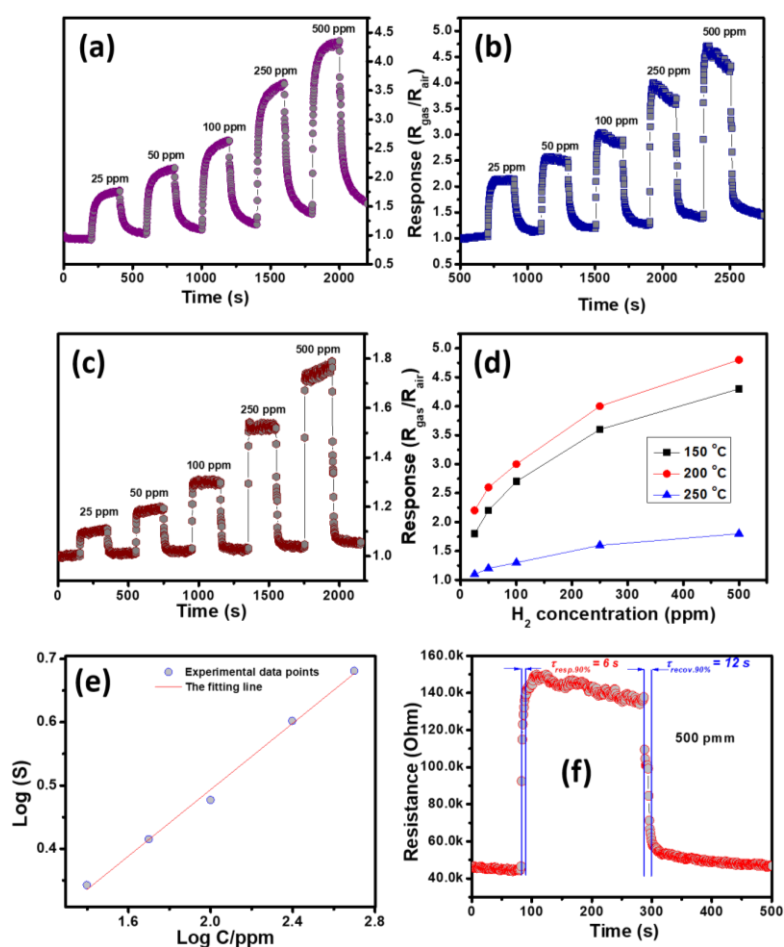 (a)
25 ppm
50 ppm
100 ppm
250 ppm
500 ppm
4.5
4.0
3.5
3.0
2.5
2.0
1.5
1.0
0.5
Response (R_gas/R_air)
0 500 1000 1500 2000
Time (s)
(b)
25 ppm
50 ppm
100 ppm
250 ppm
500 ppm
5.0
4.5
4.0
3.5
3.0
2.5
2.0
1.5
1.0
0.5
500 1000 1500 2000 2500
Time (s)
(c)
25 ppm
50 ppm
100 ppm
250 ppm
500 ppm
1.8
1.6
1.4
1.2
1.0
Response (R_gas/R_air)
0 500 1000 1500 2000
Time (s)
(d)
5.0
4.5
4.0
3.5
3.0
2.5
2.0
1.5
1.0
150 °C
200 °C
250 °C
0 100 200 300 400 500
H₂ concentration (ppm)
(e)
Experimental data points
The fitting line
0.7
0.6
0.5
0.4
Log (S)
1.6 2.0 2.4 2.8
Log C/ppm
τresp.90% = 6 s
τrecov.90% = 12 s
160.0k
140.0k
120.0k
100.0k
80.0k
60.0k
40.0k
Resistance (Ohm)
500 pmm
(f)
0 100 200 300 400 500
Time (s)